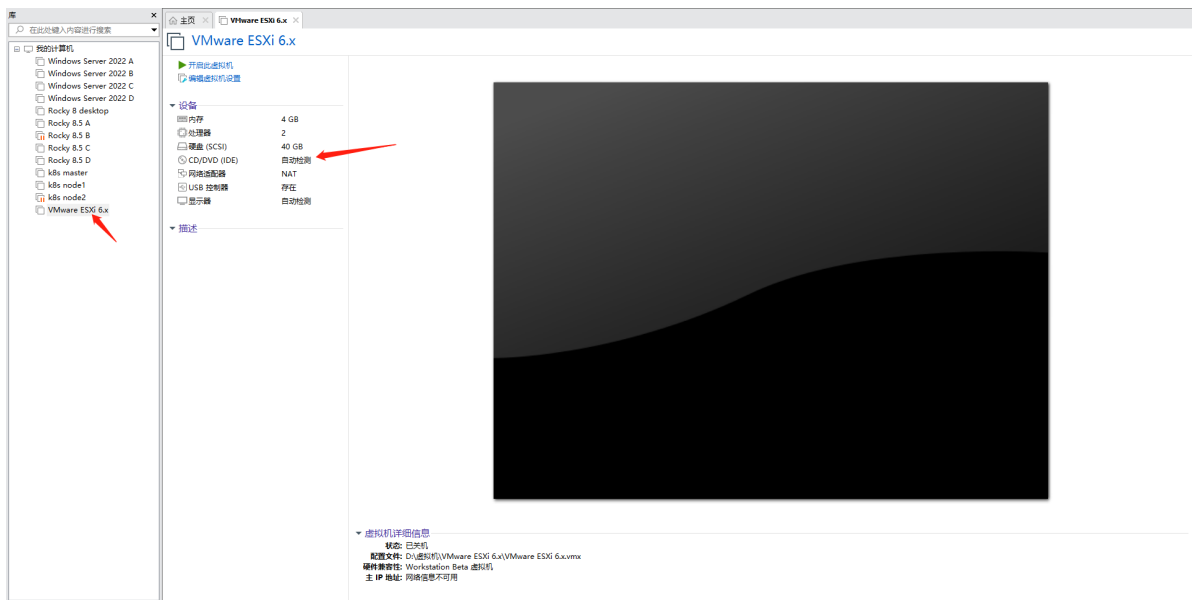 库
在此处键入内容进行搜索
我的计算机
Windows Server 2022 A
Windows Server 2022 B
Windows Server 2022 C
Windows Server 2022 D
Rocky 8 desktop
Rocky 8.5 A
Rocky 8.5 B
Rocky 8.5 C
Rocky 8.5 D
k8s master
k8s node1
k8s node2
VMware ESXi 6.x
主页
VMware ESXi 6.x
VMware ESXi 6.x
开启此虚拟机
编辑虚拟机设置
设备
内存 4 GB
处理器 2
硬盘 (SCSI) 40 GB
CD/DVD (IDE) 自动检测
网络适配器 NAT
USB 控制器 存在
显示器 自动检测
描述
虚拟机详细信息
状态: 已关机
配置文件: D:\虚拟机\VMware ESXi 6.x\VMware ESXi 6.x.vmx
硬件兼容性: Workstation Beta 虚拟机
主 IP 地址: 网络信息不可用